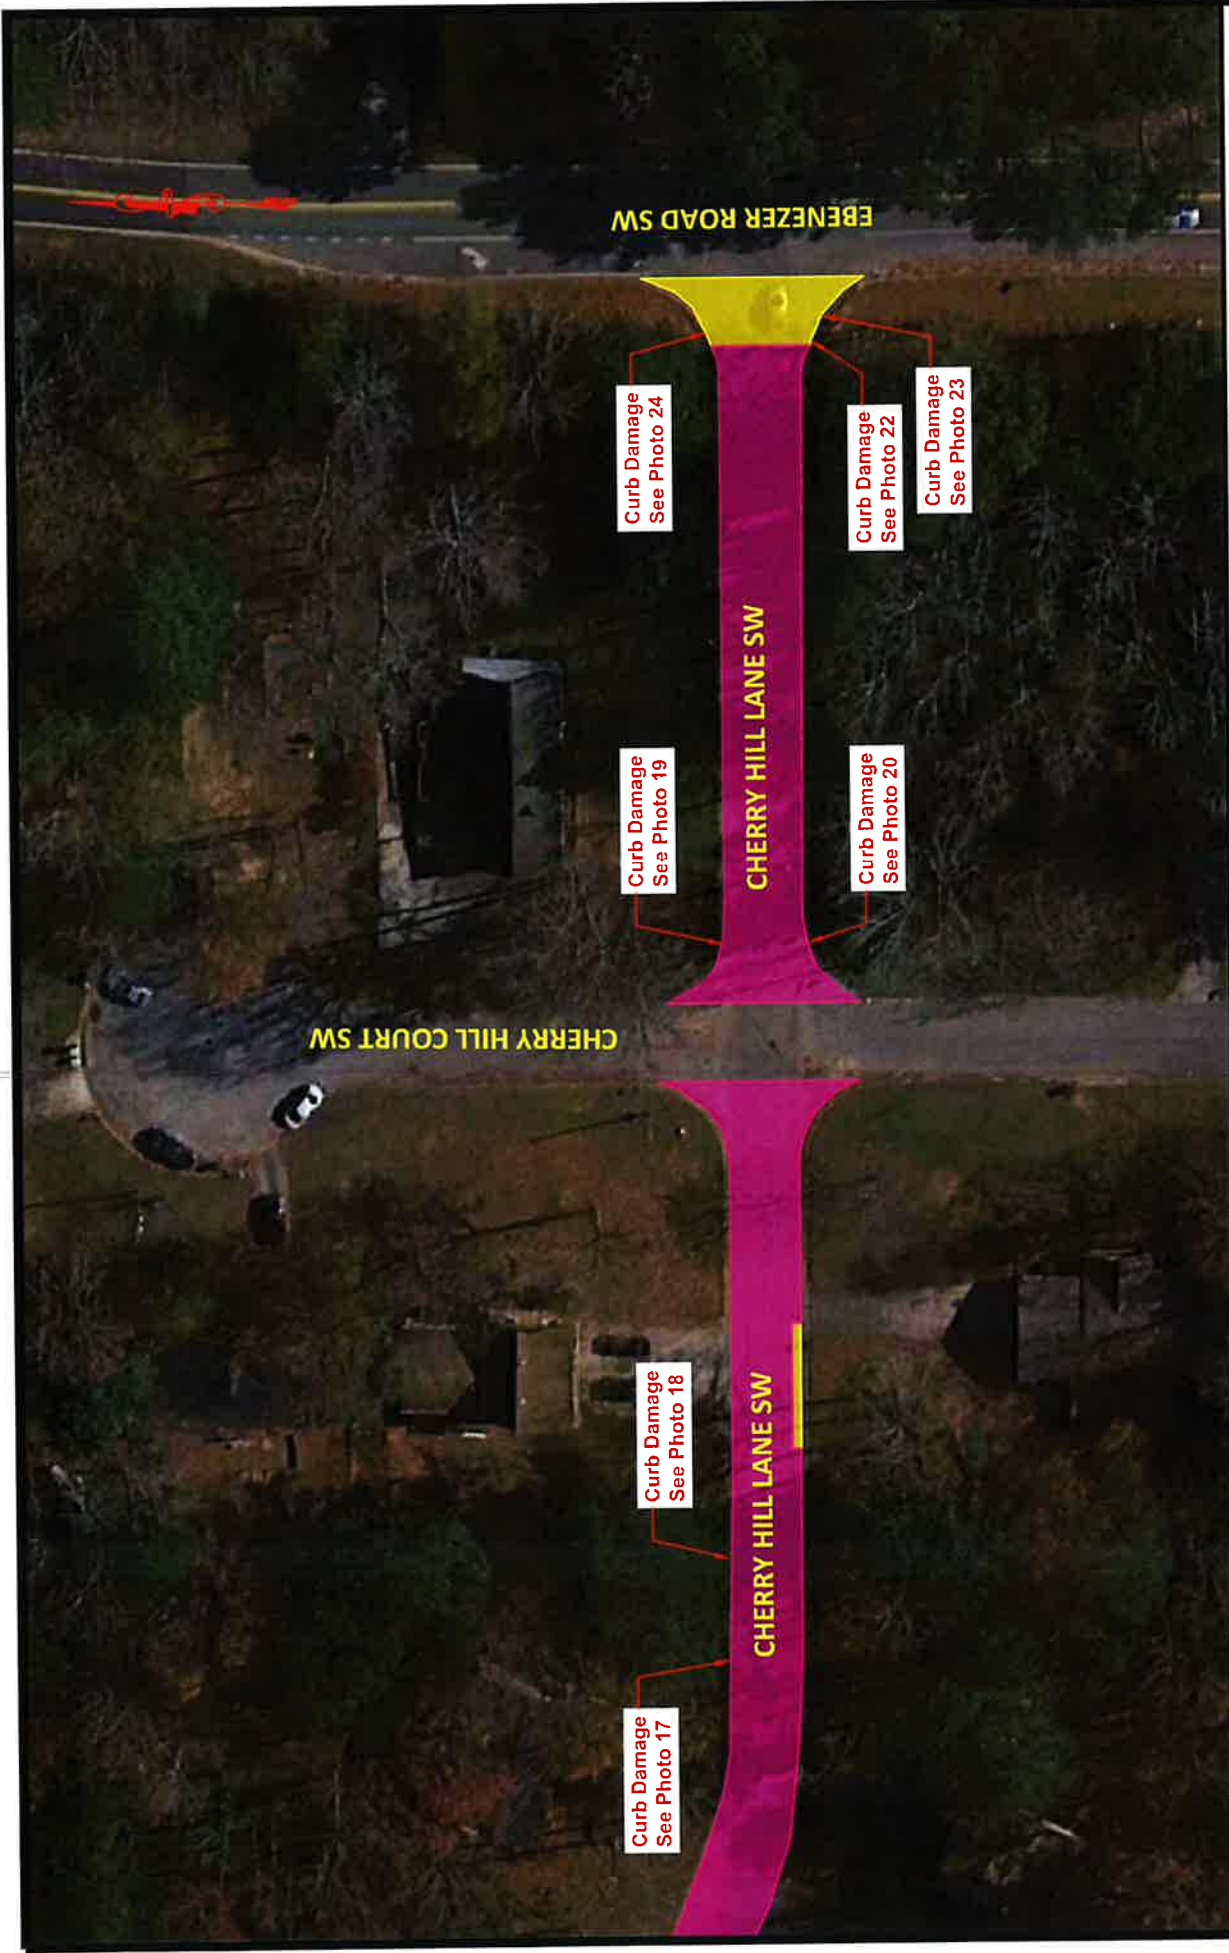 Curb Damage
See Photo 17
Curb Damage
See Photo 18
CHERRY HILL LANE SW
CHERRY HILL COURT SW
Curb Damage
See Photo 19
Curb Damage
See Photo 20
CHERRY HILL LANE SW
Curb Damage
See Photo 24
Curb Damage
See Photo 22
Curb Damage
See Photo 23
EBENEZER ROAD SW